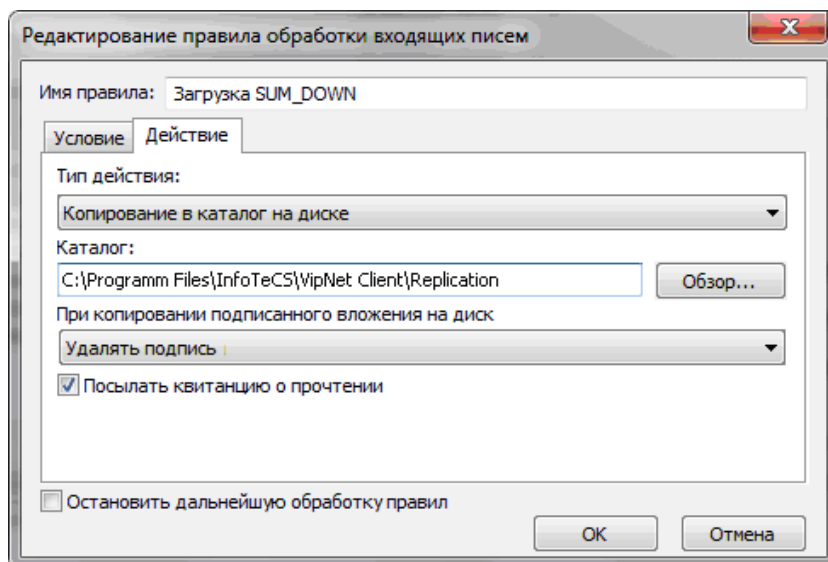 Редактирование правила обработки входящих писем
Имя правила: Загрузка SUM_DOWN
Условие Действие
Тип действия:
Копирование в каталог на диске
Каталог:
C:\Programm Files\InfoTeCS\VipNet Client\Replication Обзор...
При копировании подписанного вложения на диск
Удалять подпись
Посылать квитанцию о прочтении
Остановить дальнейшую обработку правил
OK Отмена